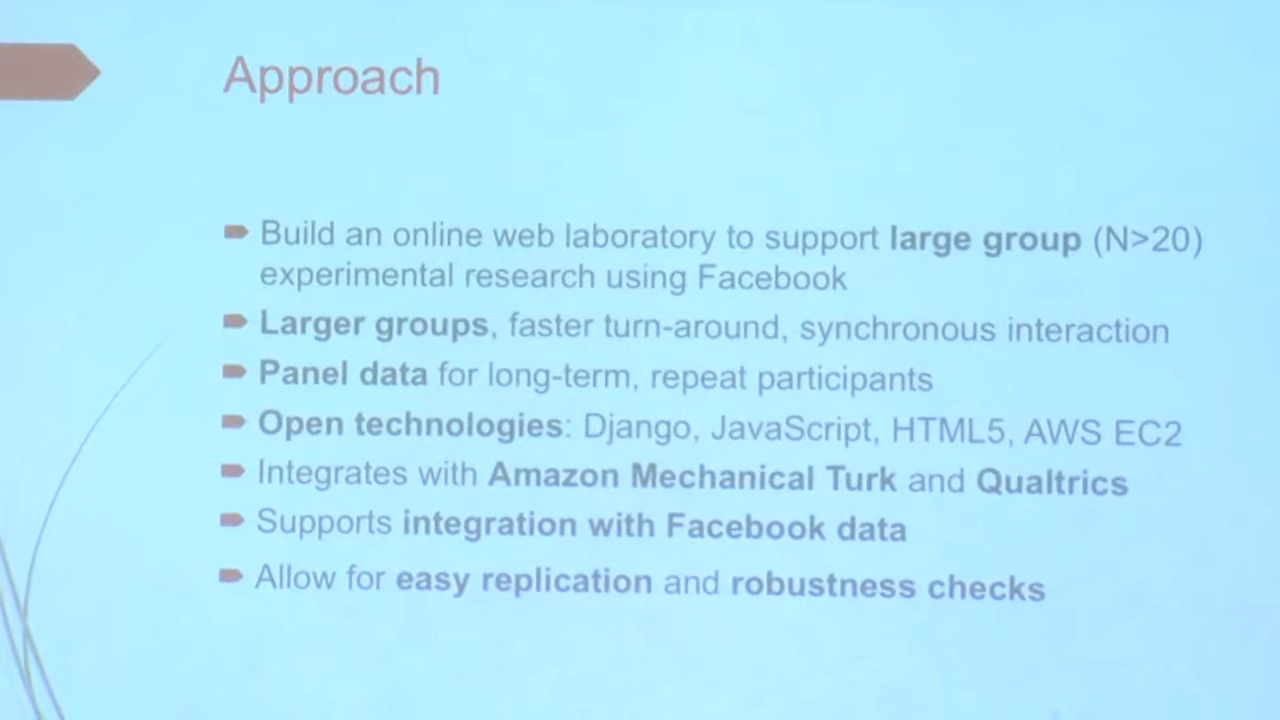 Approach
Build an online web laboratory to support large group (N>20)
experimental research using Facebook
Larger groups, faster turn-around, synchronous interaction
Panel data for long-term, repeat participants
Open technologies: Django, JavaScript, HTML5, AWS EC2
Integrates with Amazon Mechanical Turk and Qualtrics
Supports integration with Facebook data
Allow for easy replication and robustness checks